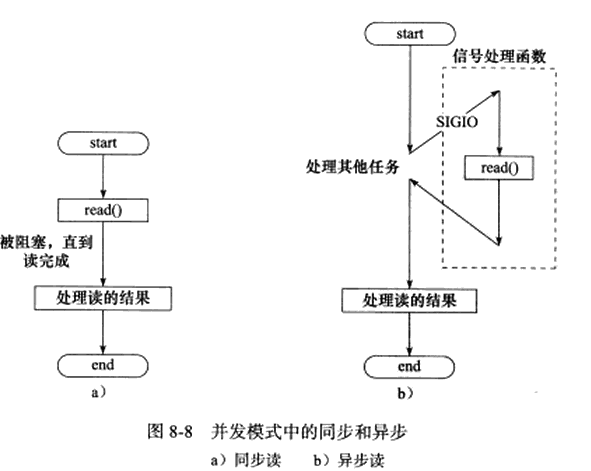 start
read()
被阻塞，直到
读完成
处理读的结果
end
a）
start
信号处理函数
SIGIO
处理其他任务
read()
处理读的结果
end
b）
图 8-8 并发模式中的同步和异步
a）同步读 b）异步读